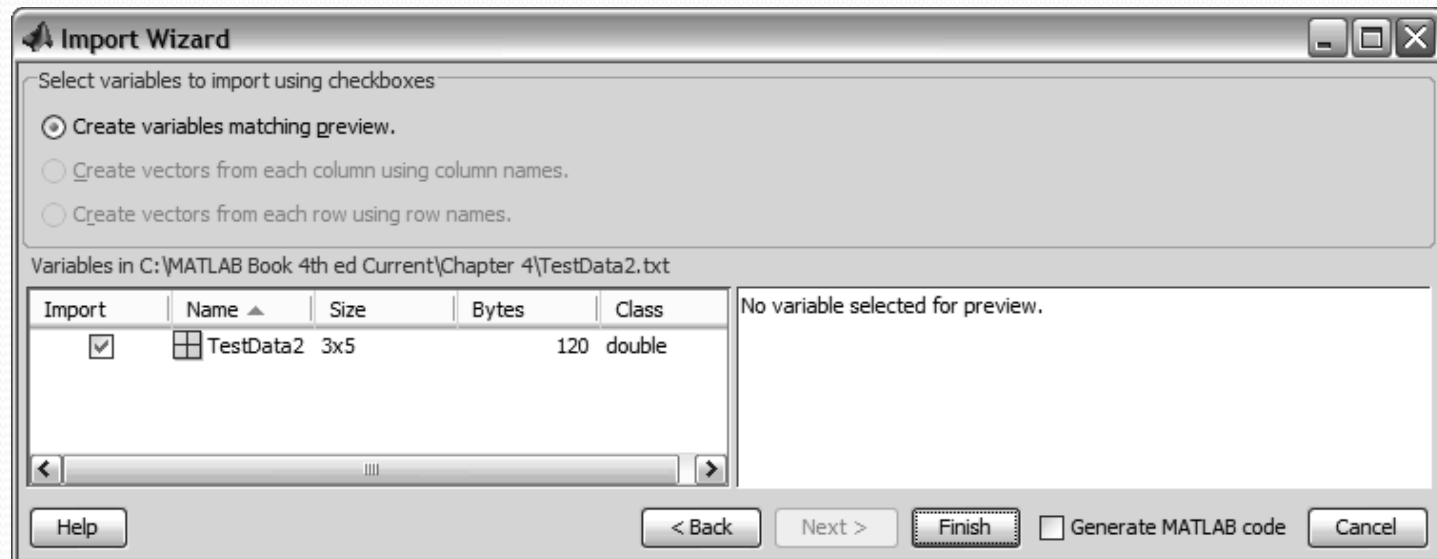 Import Wizard
Select variables to import using checkboxes
Create variables matching preview.
Create vectors from each column using column names.
Create vectors from each row using row names.
Variables in C:\MATLAB Book 4th ed Current\Chapter 4\TestData2.txt
Import Name Size Bytes Class
TestData2 3x5 120 double
No variable selected for preview.
Help < Back Next > Finish Generate MATLAB code Cancel